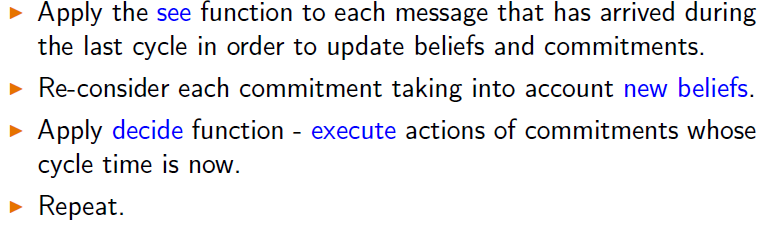 ▶ Apply the see function to each message that has arrived during
the last cycle in order to update beliefs and commitments.
▶ Re-consider each commitment taking into account new beliefs.
▶ Apply decide function - execute actions of commitments whose
cycle time is now.
▶ Repeat.